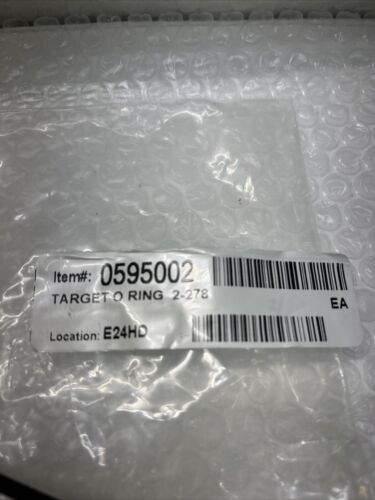 Item#: 0595002
TARGET O RING 2-278
EA
Location: E24HD